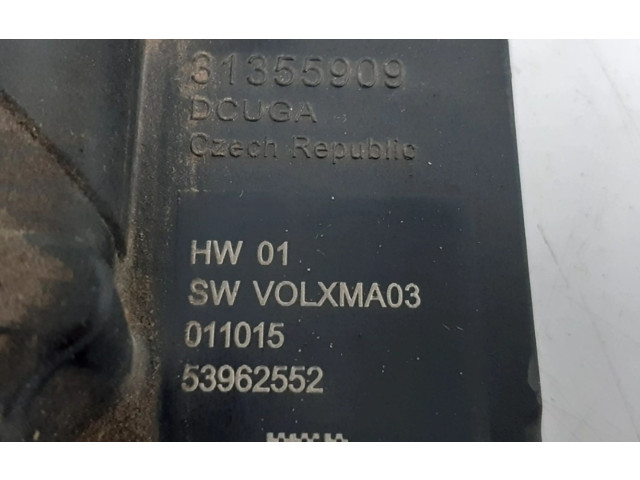 31355909
DCUGA
Czech Republic
HW 01
SW VOLXMA03
011015
53962552